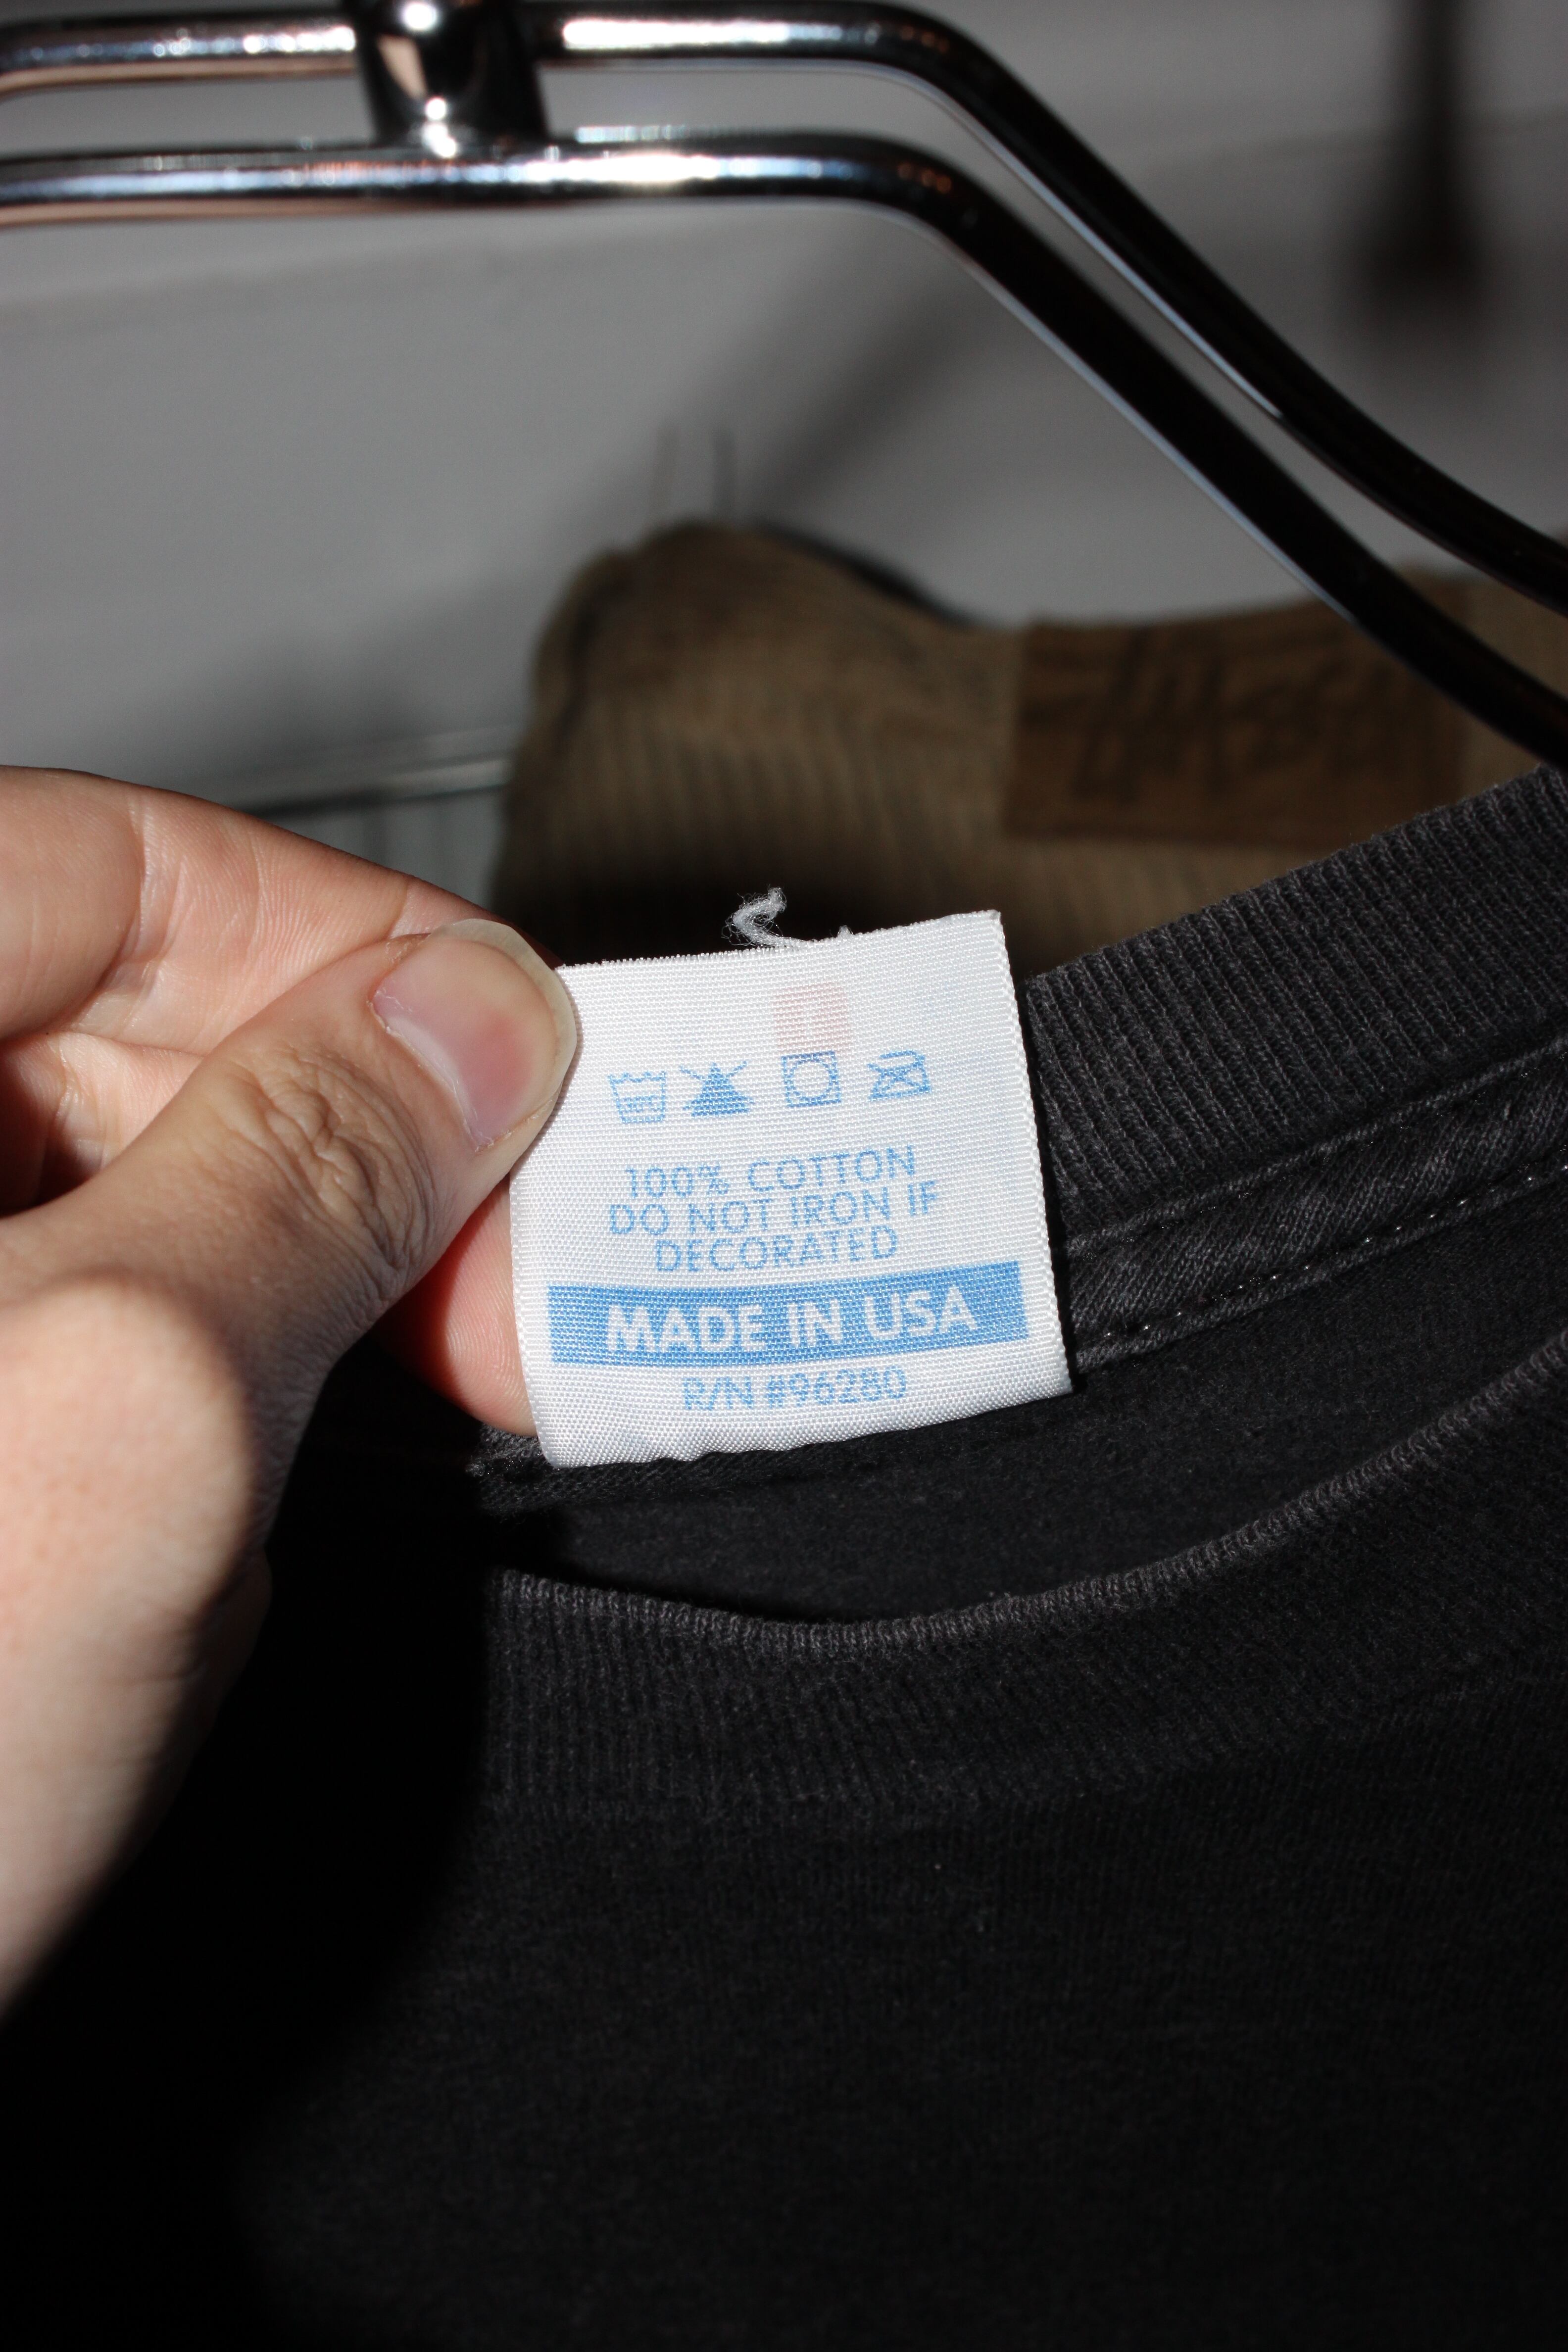 100% COTTON
DO NOT IRON IF
DECORATED
MADE IN USA
R/N #96280